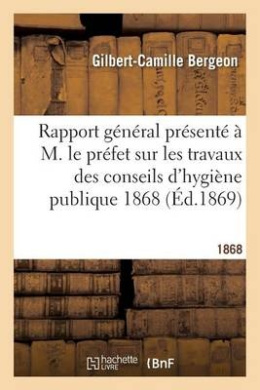 Gilbert-Camille Bergeon
Rapport général présenté à
M. le préfet sur les travaux des
conseils d'hygiène
publique 1868 (Éd.1869)
1868
hachette
LIVRE
{BnF